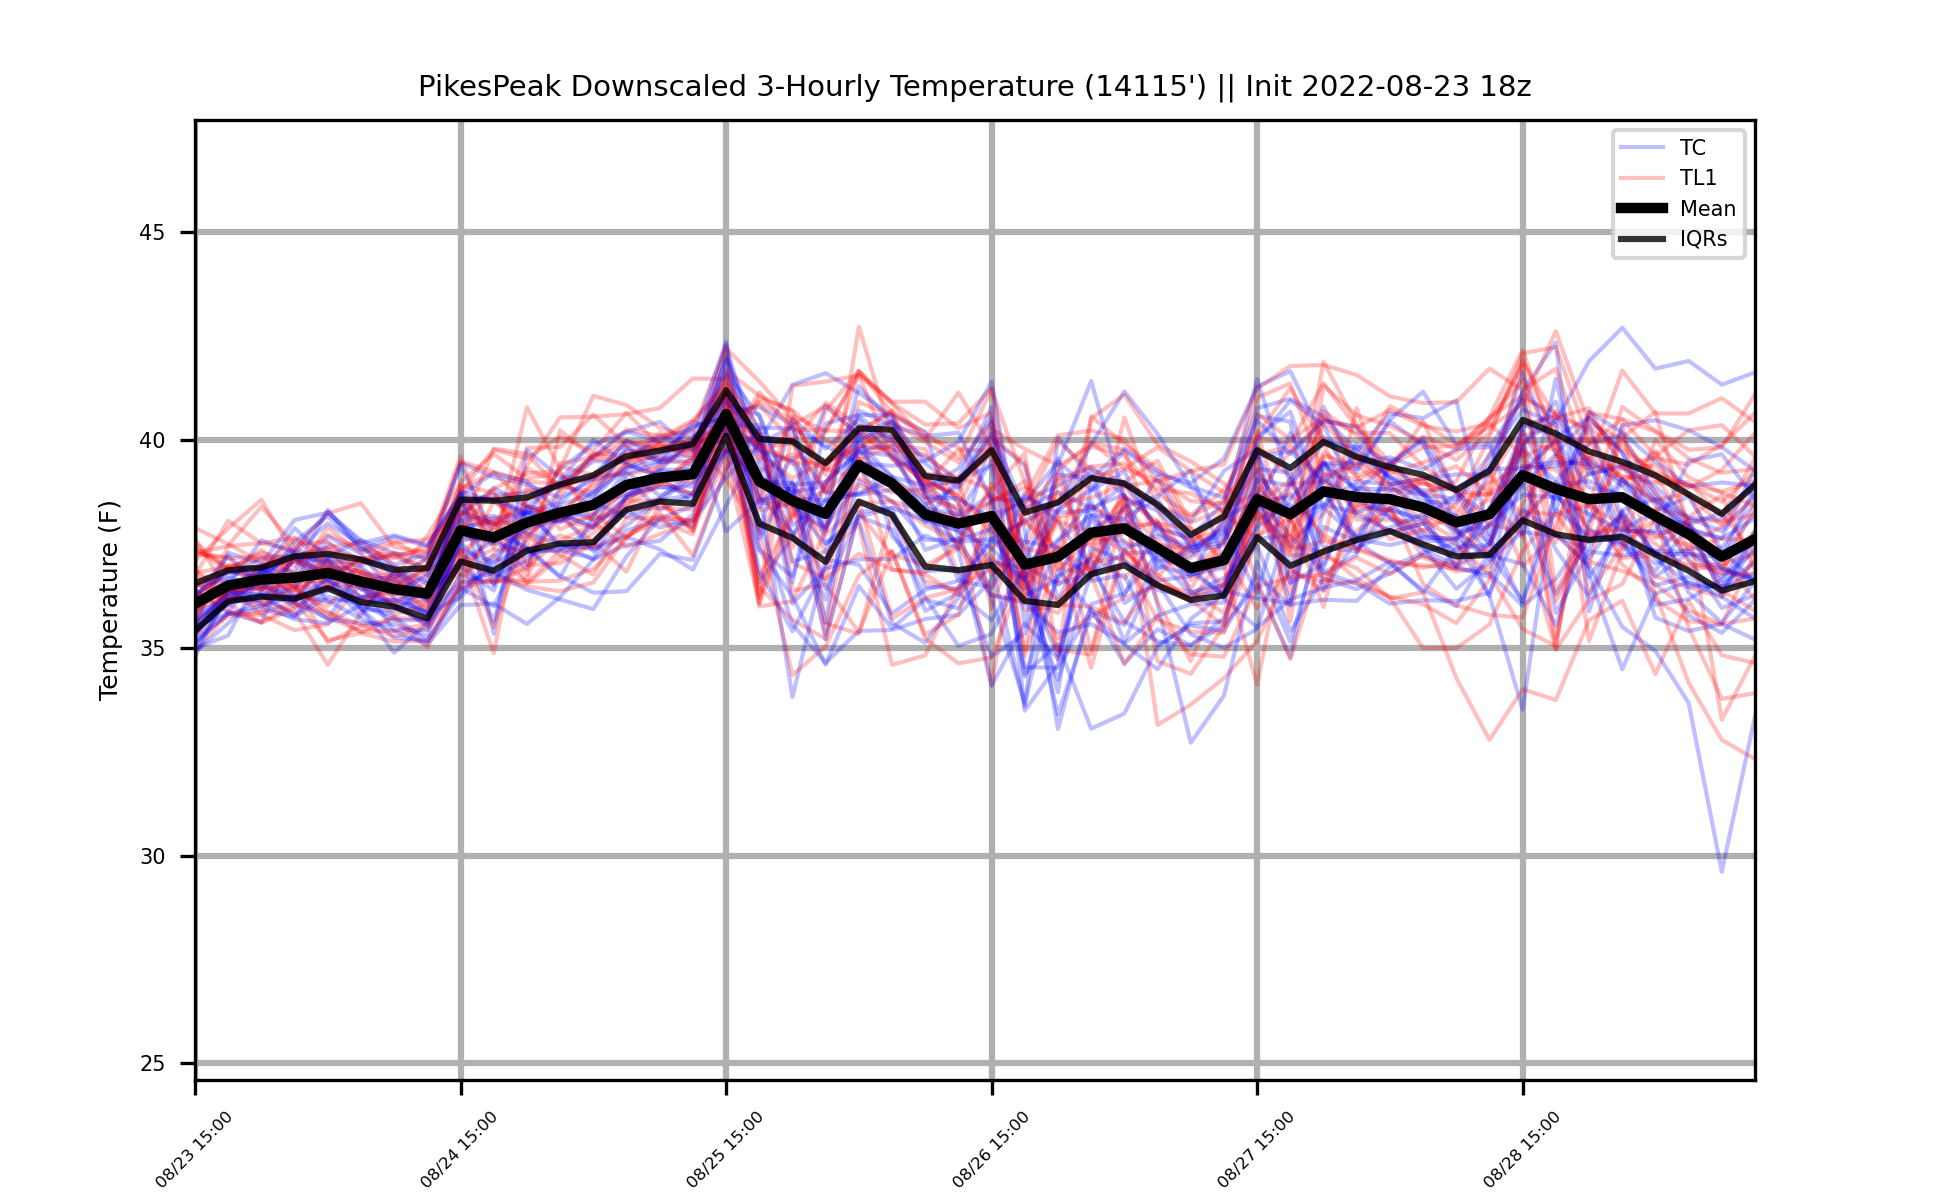 PikesPeak Downscaled 3-Hourly Temperature (14115') || Init 2022-08-23 18z
TC
TL1
Mean
IQRs
Temperature (F)
45
40
35
30
25
08/23 15:00
08/24 15:00
08/25 15:00
08/26 15:00
08/27 15:00
08/28 15:00